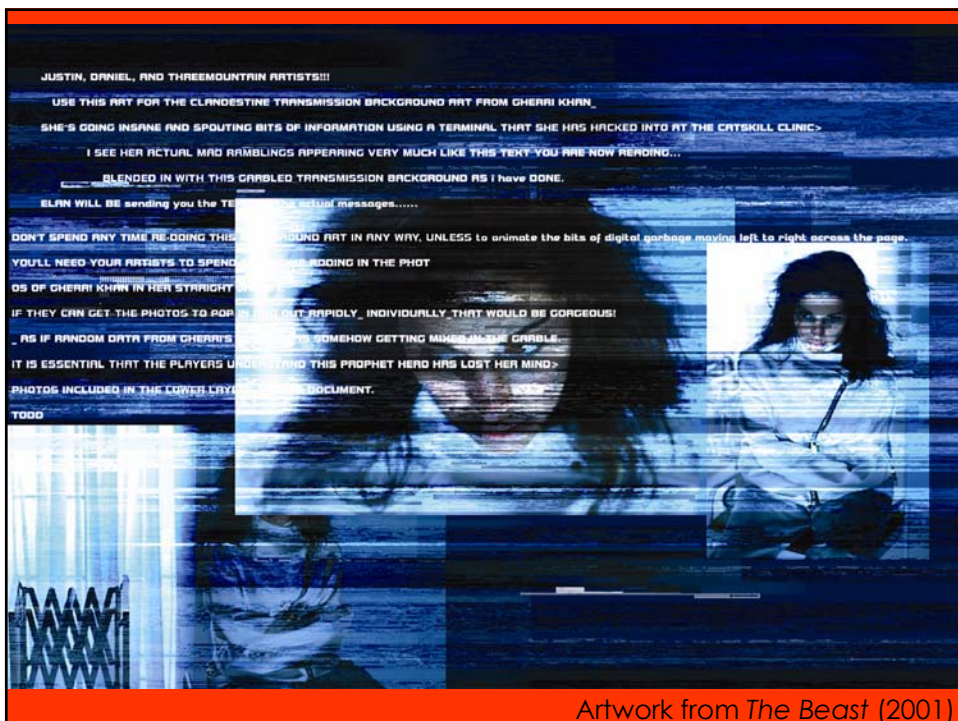 JUSTIN, DANIEL, AND THREEMOUNTAIN ARTISTS!!!
USE THIS ART FOR THE CLANDESTINE TRANSMISSION BACKGROUND ART FROM GHERRI KHAN_
SHE'S GOING INSANE AND SPOUTING BITS OF INFORMATION USING A TERMINAL THAT SHE HAS HACKED INTO AT THE CATSKILL CLINIC>
I SEE HER ACTUAL MAD RAMBLINGS APPEARING VERY MUCH LIKE THIS TEXT YOU ARE NOW READING...
BLENDED IN WITH THIS GARBLED TRANSMISSION BACKGROUND AS i have DONE.
ELAN WILL BE sending you the actual messages......
DON'T SPEND ANY TIME RE-DOING THIS ART IN ANY WAY, UNLESS to animate the bits of digital garbage moving left to right across the page.
YOU'LL NEED YOUR ARTISTS TO SPEND ADDING IN THE PHOT
OS OF GHERRI KHAN IN HER STRAIGHT
IF THEY CAN GET THE PHOTOS TO POP IN AND OUT RAPIDLY_ INDIVIDUALLY_THAT WOULD BE GORGEOUS!
_ AS IF RANDOM DATA FROM GHERRI'S IS SOMEHOW GETTING MIXED IN THE GARBLE
IT IS ESSENTIAL THAT THE PLAYERS UNDERSTAND THIS PROPHET HERO HAS LOST HER MIND>
PHOTOS INCLUDED IN THE LOWER DOCUMENT.
TODD
Artwork from The Beast (2001)